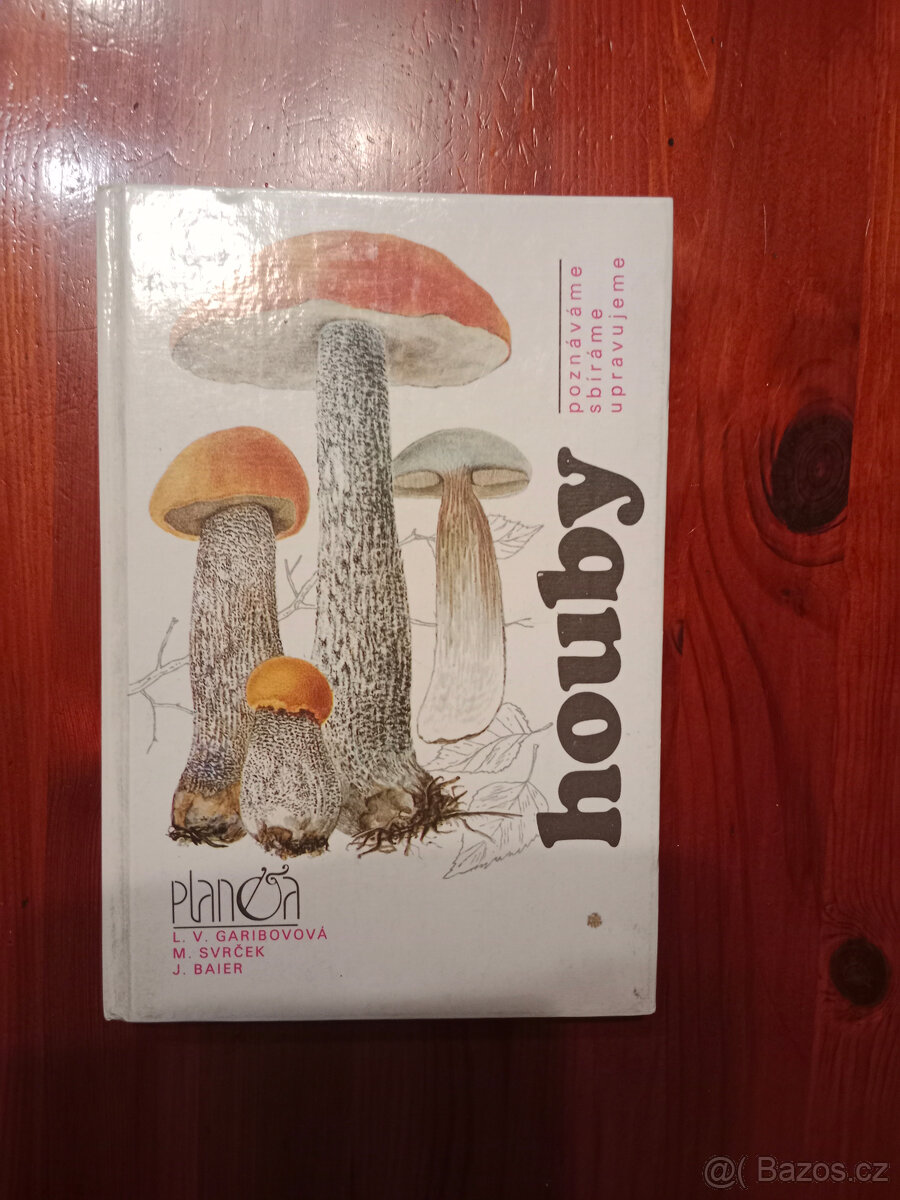 poznáváme
sbíráme
upravujeme
houby
planeta
L. V. GARIBOVOVÁ
M. SVRČEK
J. BAIER
@( Bazos.cz